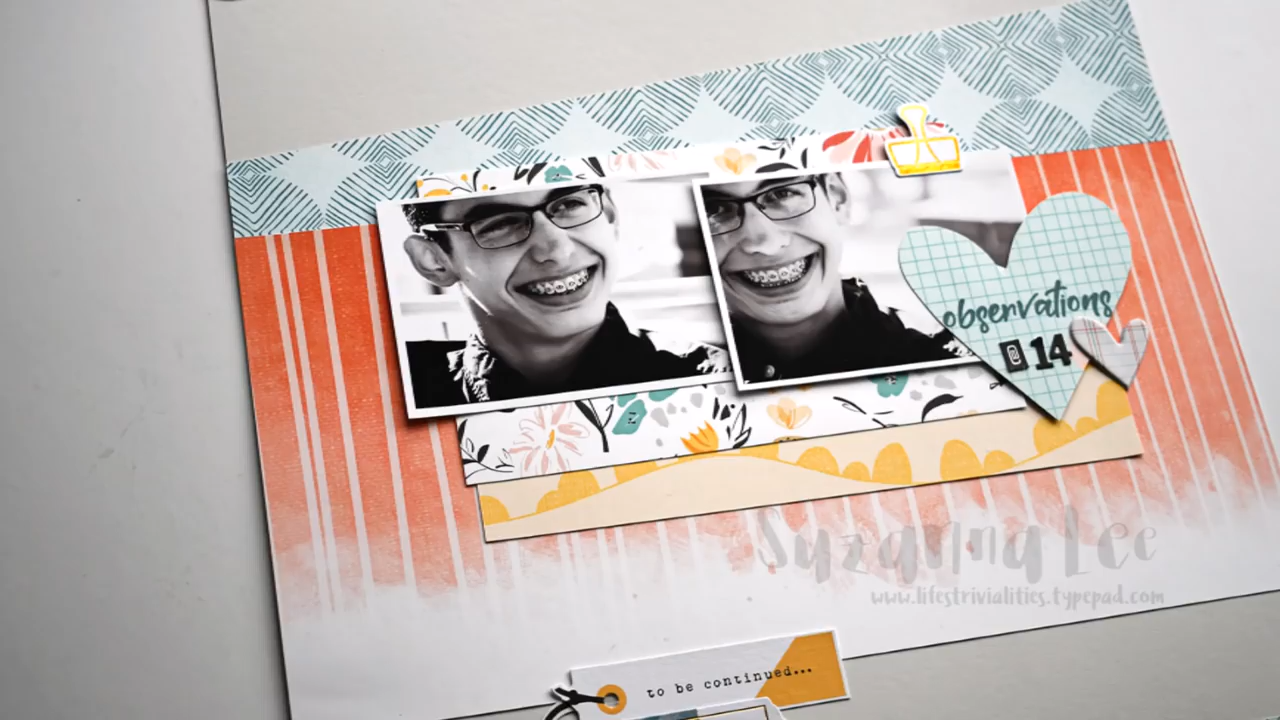 observations
14
Suzanna Lee
www.lifestrivialities.typepad.com
to be continued...